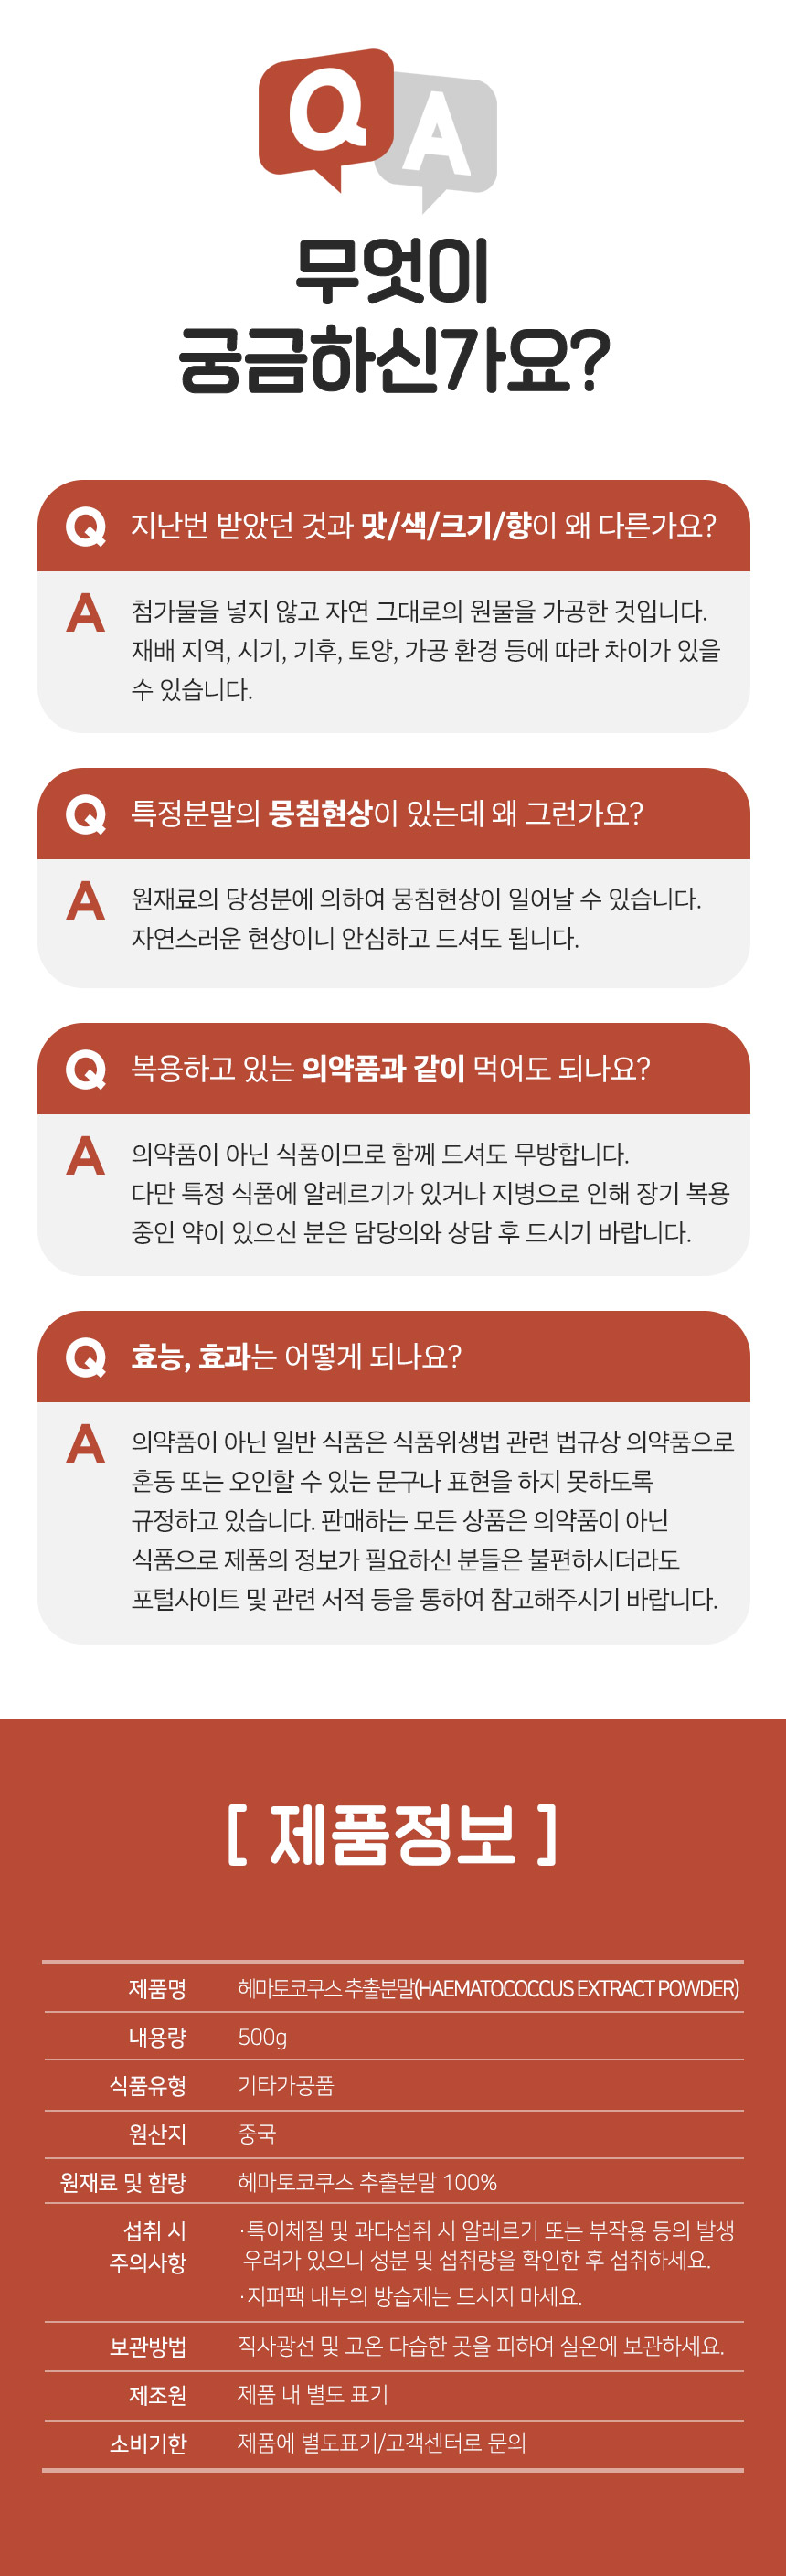 Q A
무엇이
궁금하신가요?
Q 지난번 받았던 것과 맛/색/크기/향이 왜 다른가요?
A 첨가물을 넣지 않고 자연 그대로의 원물을 가공한 것입니다.
재배 지역, 시기, 기후, 토양, 가공 환경 등에 따라 차이가 있을
수 있습니다.
Q 특정분말의 뭉침현상이 있는데 왜 그런가요?
A 원재료의 당성분에 의하여 뭉침현상이 일어날 수 있습니다.
자연스러운 현상이니 안심하고 드셔도 됩니다.
Q 복용하고 있는 의약품과 같이 먹어도 되나요?
A 의약품이 아닌 식품이므로 함께 드셔도 무방합니다.
다만 특정 식품에 알레르기가 있거나 지병으로 인해 장기 복용
중인 약이 있으신 분은 담당의와 상담 후 드시기 바랍니다.
Q 효능, 효과는 어떻게 되나요?
A 의약품이 아닌 일반 식품은 식품위생법 관련 법규상 의약품으로
혼동 또는 오인할 수 있는 문구나 표현을 하지 못하도록
규정하고 있습니다. 판매하는 모든 상품은 의약품이 아닌
식품으로 제품의 정보가 필요하신 분들은 불편하시더라도
포털사이트 및 관련 서적 등을 통하여 참고해주시기 바랍니다.
[ 제품정보 ]
제품명 헤마토코쿠스 추출분말(HAEMATOCOCCUS EXTRACT POWDER)
내용량 500g
식품유형 기타가공품
원산지 중국
원재료 및 함량 헤마토코쿠스 추출분말 100%
섭취 시 주의사항 ·특이체질 및 과다섭취 시 알레르기 또는 부작용 등의 발생
우려가 있으니 성분 및 섭취량을 확인한 후 섭취하세요.
·지퍼팩 내부의 방습제는 드시지 마세요.
보관방법 직사광선 및 고온 다습한 곳을 피하여 실온에 보관하세요.
제조원 제품 내 별도 표기
소비기한 제품에 별도표기/고객센터로 문의